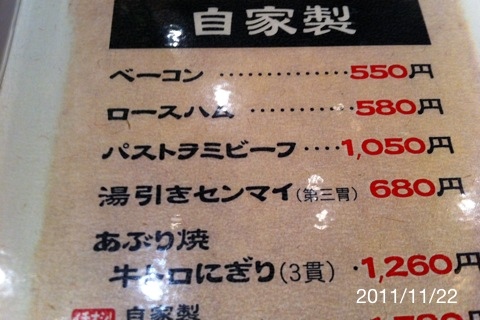 自家製
ベーコン ・・・・・・・・・・・・・・550円
ロースハム ・・・・・・・・・・・580円
パストラミビーフ ・・・・1,050円
湯引きセンマイ(第三胃) 680円
あぶり焼
牛トロにぎり(3貫) ・1,260円
2011/11/22
自家製